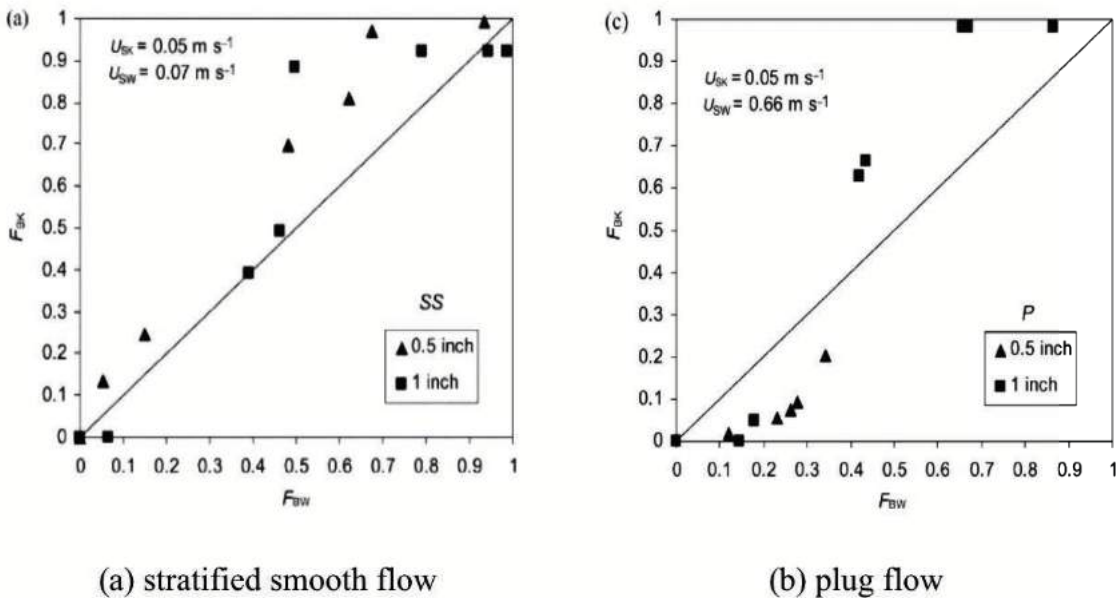 (a)
U_SK = 0.05 m s⁻¹
U_SW = 0.07 m s⁻¹
1
0.9
0.8
0.7
0.6
0.5
0.4
0.3
0.2
0.1
0
F_BK
SS
▲ 0.5 inch
■ 1 inch
0 0.1 0.2 0.3 0.4 0.5 0.6 0.7 0.8 0.9 1
F_BW
(a) stratified smooth flow
(c)
U_SK = 0.05 m s⁻¹
U_SW = 0.66 m s⁻¹
1
0.9
0.8
0.7
0.6
0.5
0.4
0.3
0.2
0.1
0
F_BK
P
▲ 0.5 inch
■ 1 inch
0 0.1 0.2 0.3 0.4 0.5 0.6 0.7 0.8 0.9 1
F_BW
(b) plug flow